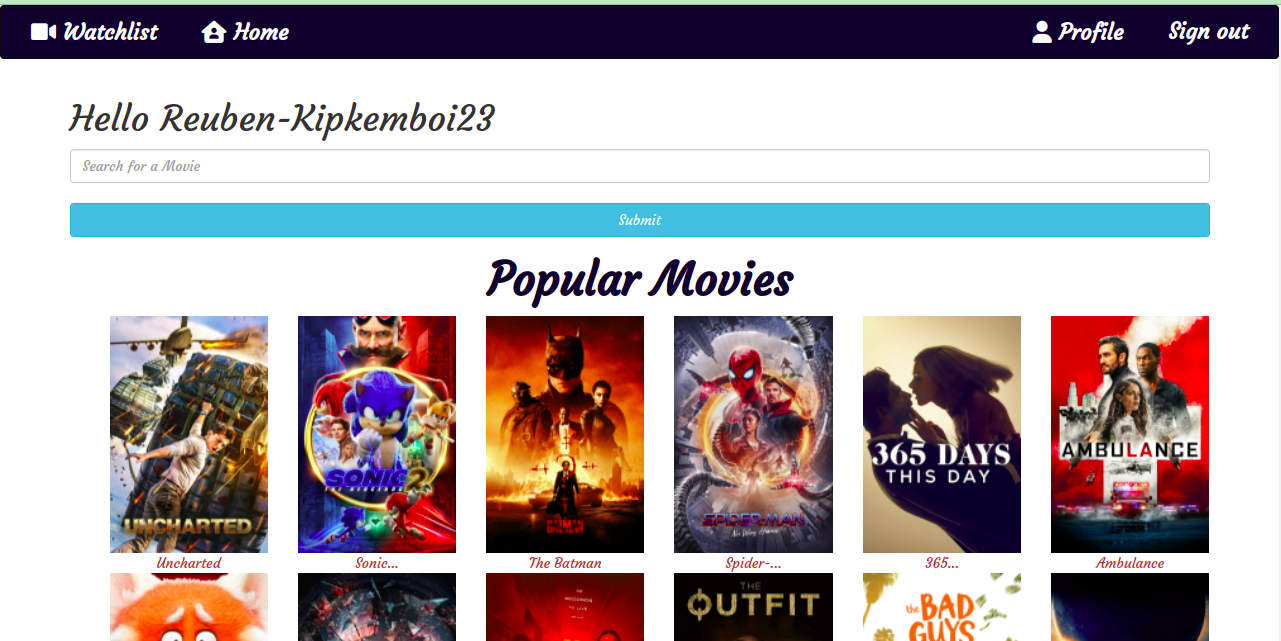 Watchlist Home Profile Sign out
Hello Reuben-Kipkemboi23
Search for a Movie
Submit
Popular Movies
UNCHARTED
SONIC 2
THE HEDGEHOG
THE BATMAN
SPIDER-MAN
No Way Home
365 DAYS
THIS DAY
AMBULANCE
Uncharted Sonic... The Batman Spider-... 365... Ambulance
THE
OUTFIT
the BAD
GUYS